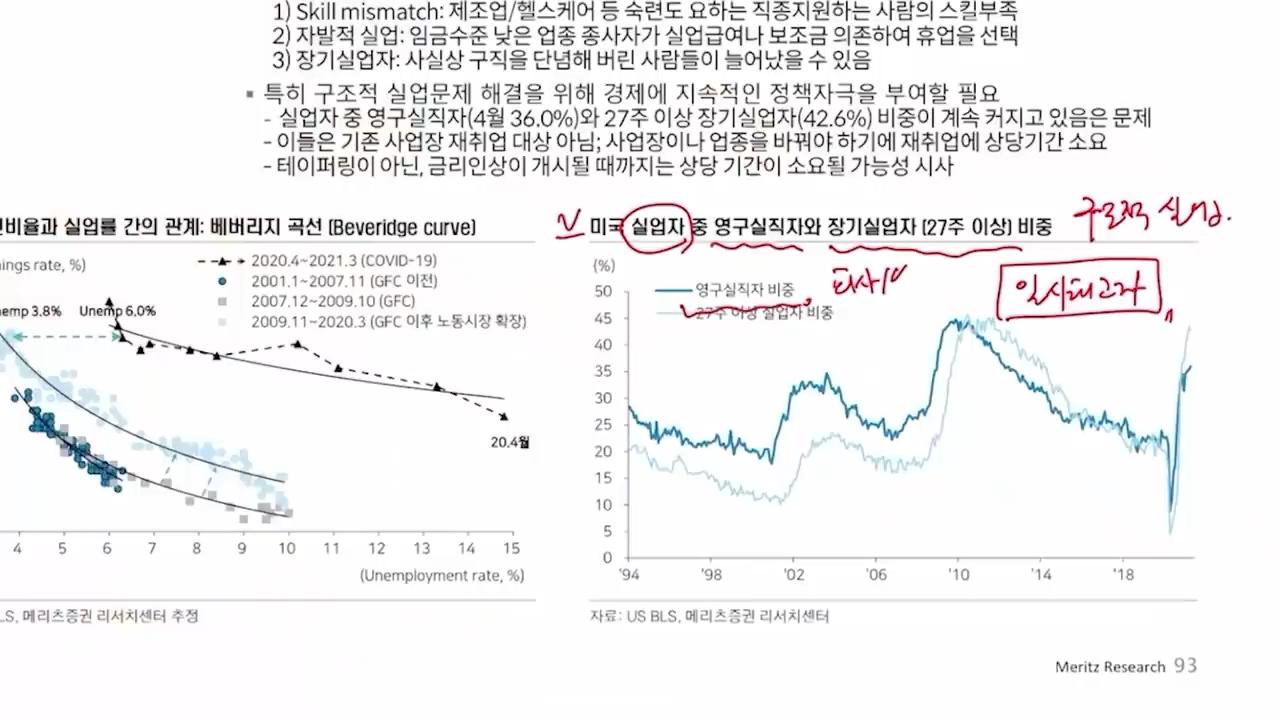 1) Skill mismatch: 제조업/헬스케어 등 숙련도 요하는 직종지원하는 사람의 스킬부족
2) 자발적 실업: 임금수준 낮은 업종 종사자가 실업급여나 보조금 의존하여 휴업을 선택
3) 장기실업자: 사실상 구직을 단념해 버린 사람들이 늘어났을 수 있음
▪ 특히 구조적 실업문제 해결을 위해 경제에 지속적인 정책자극을 부여할 필요
- 실업자 중 영구실직자(4월 36.0%)와 27주 이상 장기실업자(42.6%) 비중이 계속 커지고 있음은 문제
- 이들은 기존 사업장 재취업 대상 아님; 사업장이나 업종을 바꿔야 하기에 재취업에 상당기간 소요
- 테이퍼링이 아닌, 금리인상이 개시될 때까지는 상당 기간이 소요될 가능성 시사
비율과 실업률 간의 관계: 베버리지 곡선 (Beveridge curve)
nings rate, %)
2020.4~2021.3 (COVID-19)
2001.1~2007.11 (GFC 이전)
2007.12~2009.10 (GFC)
2009.11~2020.3 (GFC 이후 노동시장 확장)
emp 3.8% Unemp 6.0%
20.4월
4 5 6 7 8 9 10 11 12 13 14 15
(Unemployment rate, %)
LS, 메리츠증권 리서치센터 추정
미국 실업자 중 영구실직자와 장기실업자 (27주 이상) 비중
구조적 실업.
일시해고자
(%)
영구실직자 비중
27주 이상 실업자 비중
50
45
40
35
30
25
20
15
10
5
0
'94 '98 '02 '06 '10 '14 '18
자료: US BLS, 메리츠증권 리서치센터
Meritz Research 93